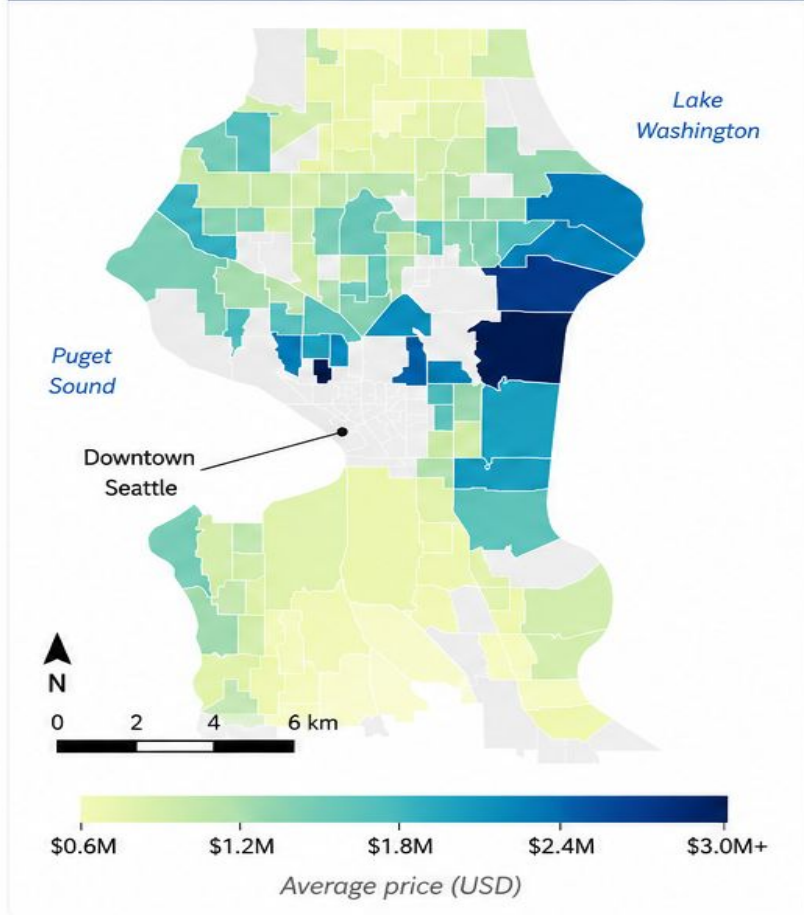 Lake
Washington
Puget
Sound
Downtown
Seattle
N
0 2 4 6 km
$0.6M $1.2M $1.8M $2.4M $3.0M+
Average price (USD)